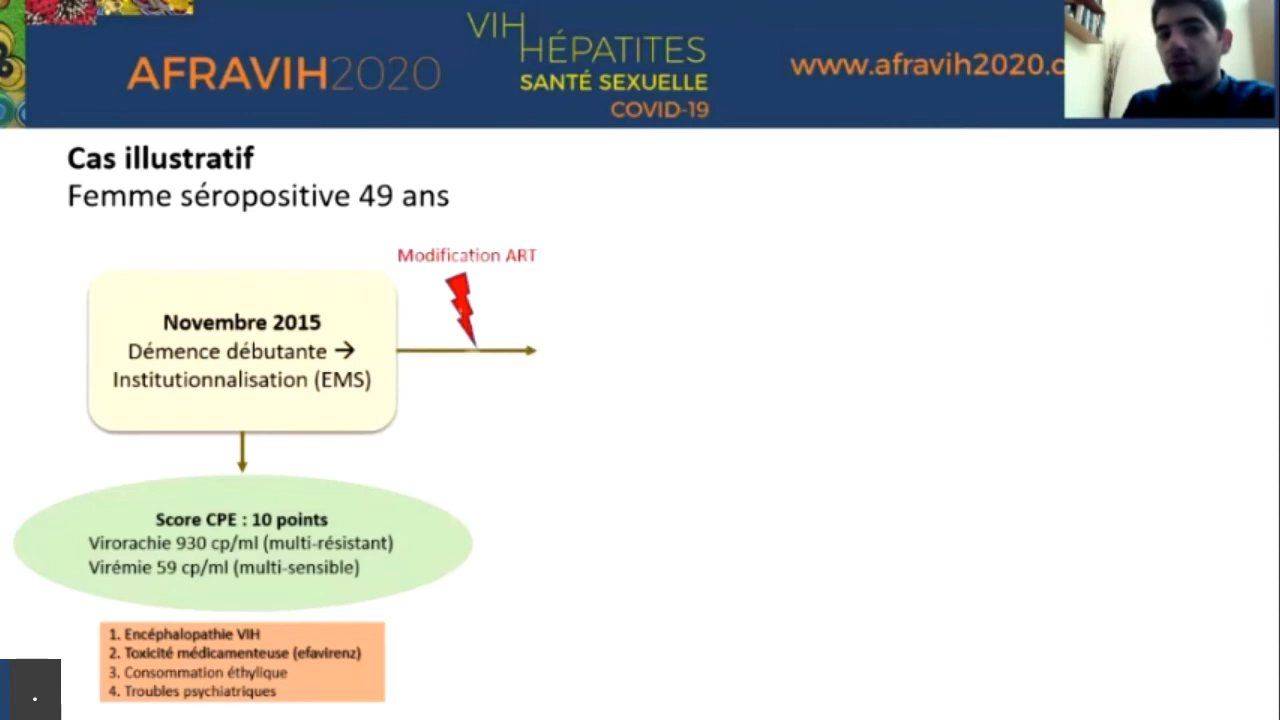 AFRAVIH2020
VIH
HÉPATITES
SANTÉ SEXUELLE
COVID-19
www.afravih2020.o
Cas illustratif
Femme séropositive 49 ans
Modification ART
Novembre 2015
Démence débutante →
Institutionnalisation (EMS)
Score CPE : 10 points
Virorachie 930 cp/ml (multi-résistant)
Virémie 59 cp/ml (multi-sensible)
1. Encéphalopathie VIH
2. Toxicité médicamenteuse (efavirenz)
3. Consommation éthylique
4. Troubles psychiatriques